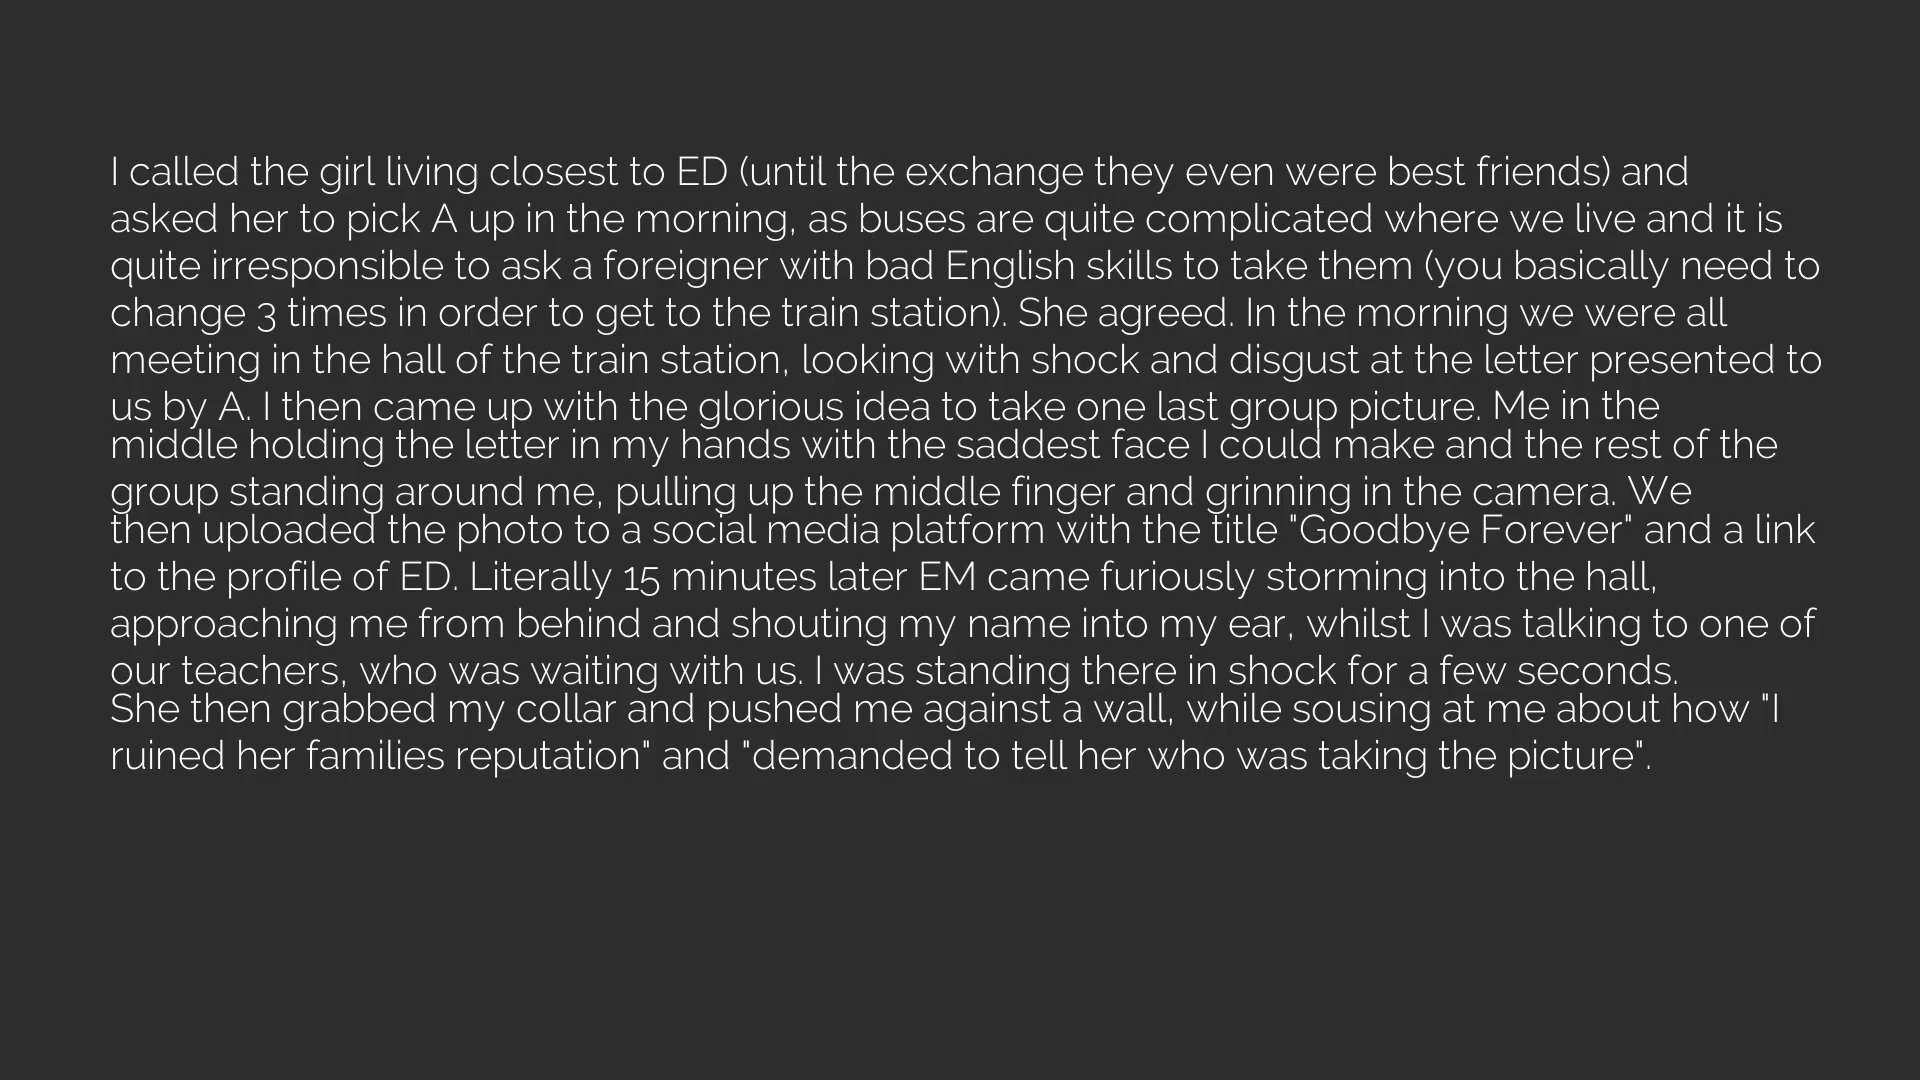 I called the girl living closest to ED (until the exchange they even were best friends) and
asked her to pick A up in the morning, as buses are quite complicated where we live and it is
quite irresponsible to ask a foreigner with bad English skills to take them (you basically need to
change 3 times in order to get to the train station). She agreed. In the morning we were all
meeting in the hall of the train station, looking with shock and disgust at the letter presented to
us by A. I then came up with the glorious idea to take one last group picture. Me in the
middle holding the letter in my hands with the saddest face I could make and the rest of the
group standing around me, pulling up the middle finger and grinning in the camera. We
then uploaded the photo to a social media platform with the title "Goodbye Forever" and a link
to the profile of ED. Literally 15 minutes later EM came furiously storming into the hall,
approaching me from behind and shouting my name into my ear, whilst I was talking to one of
our teachers, who was waiting with us. I was standing there in shock for a few seconds.
She then grabbed my collar and pushed me against a wall, while sousing at me about how "I
ruined her families reputation" and "demanded to tell her who was taking the picture".